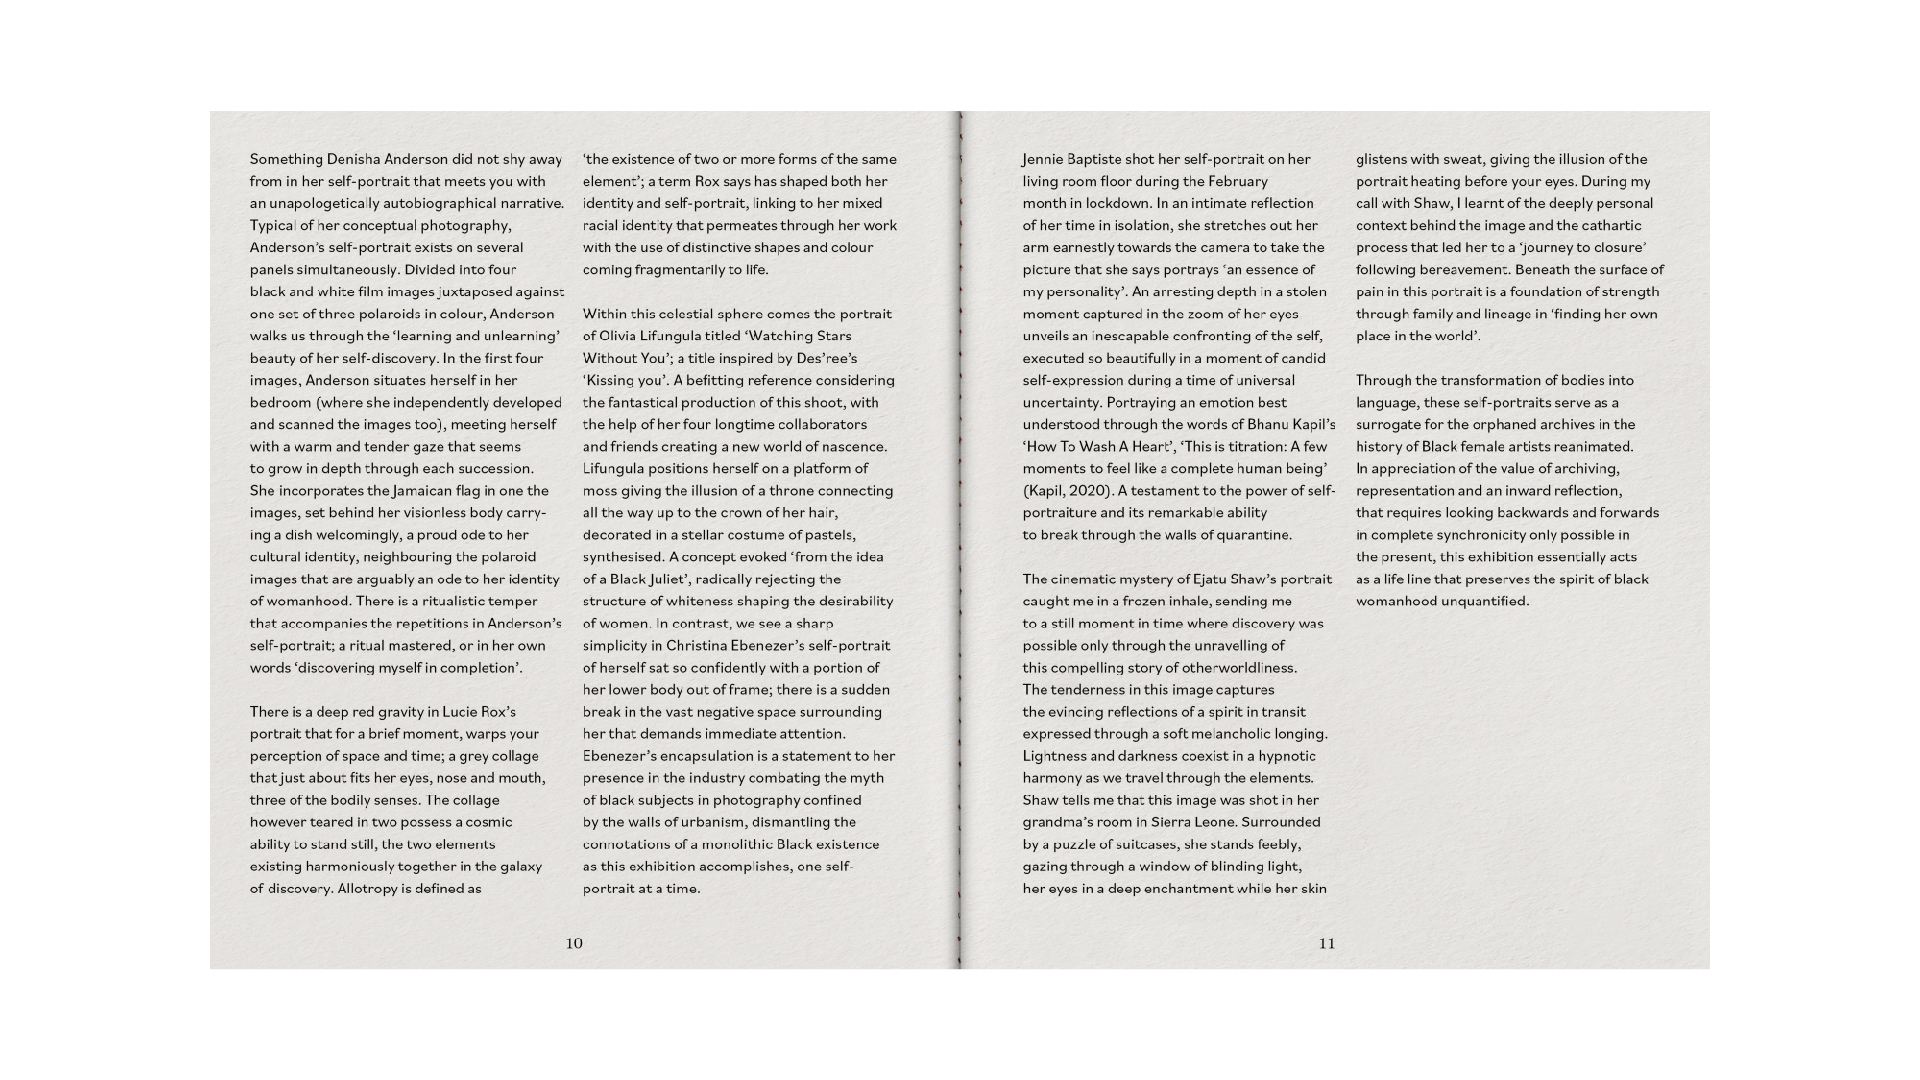 Something Denisha Anderson did not shy away
from in her self-portrait that meets you with
an unapologetically autobiographical narrative.
Typical of her conceptual photography,
Anderson’s self-portrait exists on several
panels simultaneously. Divided into four
black and white film images juxtaposed against
one set of three polaroids in colour, Anderson
walks us through the ‘learning and unlearning’
beauty of her self-discovery. In the first four
images, Anderson situates herself in her
bedroom (where she independently developed
and scanned the images too), meeting herself
with a warm and tender gaze that seems
to grow in depth through each succession.
She incorporates the Jamaican flag in one the
images, set behind her visionless body carry-
ing a dish welcomingly, a proud ode to her
cultural identity, neighbouring the polaroid
images that are arguably an ode to her identity
of womanhood. There is a ritualistic temper
that accompanies the repetitions in Anderson’s
self-portrait; a ritual mastered, or in her own
words ‘discovering myself in completion’.
There is a deep red gravity in Lucie Rox’s
portrait that for a brief moment, warps your
perception of space and time; a grey collage
that just about fits her eyes, nose and mouth,
three of the bodily senses. The collage
however teared in two possess a cosmic
ability to stand still, the two elements
existing harmoniously together in the galaxy
of discovery. Allotropy is defined as
‘the existence of two or more forms of the same
element’; a term Rox says has shaped both her
identity and self-portrait, linking to her mixed
racial identity that permeates through her work
with the use of distinctive shapes and colour
coming fragmentarily to life.
Within this celestial sphere comes the portrait
of Olivia Lifungula titled ‘Watching Stars
Without You’; a title inspired by Des’ree’s
‘Kissing you’. A befitting reference considering
the fantastical production of this shoot, with
the help of her four longtime collaborators
and friends creating a new world of nascence.
Lifungula positions herself on a platform of
moss giving the illusion of a throne connecting
all the way up to the crown of her hair,
decorated in a stellar costume of pastels,
synthesised. A concept evoked ‘from the idea
of a Black Juliet’, radically rejecting the
structure of whiteness shaping the desirability
of women. In contrast, we see a sharp
simplicity in Christina Ebenezer’s self-portrait
of herself sat so confidently with a portion of
her lower body out of frame; there is a sudden
break in the vast negative space surrounding
her that demands immediate attention.
Ebenezer’s encapsulation is a statement to her
presence in the industry combating the myth
of black subjects in photography confined
by the walls of urbanism, dismantling the
connotations of a monolithic Black existence
as this exhibition accomplishes, one self-
portrait at a time.
10
Jennie Baptiste shot her self-portrait on her
living room floor during the February
month in lockdown. In an intimate reflection
of her time in isolation, she stretches out her
arm earnestly towards the camera to take the
picture that she says portrays ‘an essence of
my personality’. An arresting depth in a stolen
moment captured in the zoom of her eyes
unveils an inescapable confronting of the self,
executed so beautifully in a moment of candid
self-expression during a time of universal
uncertainty. Portraying an emotion best
understood through the words of Bhanu Kapil’s
‘How To Wash A Heart’, ‘This is titration: A few
moments to feel like a complete human being’
(Kapil, 2020). A testament to the power of self-
portraiture and its remarkable ability
to break through the walls of quarantine.
The cinematic mystery of Ejatu Shaw’s portrait
caught me in a frozen inhale, sending me
to a still moment in time where discovery was
possible only through the unravelling of
this compelling story of otherworldliness.
The tenderness in this image captures
the evincing reflections of a spirit in transit
expressed through a soft melancholic longing.
Lightness and darkness coexist in a hypnotic
harmony as we travel through the elements.
Shaw tells me that this image was shot in her
grandma’s room in Sierra Leone. Surrounded
by a puzzle of suitcases, she stands feebly,
gazing through a window of blinding light,
her eyes in a deep enchantment while her skin
glistens with sweat, giving the illusion of the
portrait heating before your eyes. During my
call with Shaw, I learnt of the deeply personal
context behind the image and the cathartic
process that led her to a ‘journey to closure’
following bereavement. Beneath the surface of
pain in this portrait is a foundation of strength
through family and lineage in ‘finding her own
place in the world’.
Through the transformation of bodies into
language, these self-portraits serve as a
surrogate for the orphaned archives in the
history of Black female artists reanimated.
In appreciation of the value of archiving,
representation and an inward reflection,
that requires looking backwards and forwards
in complete synchronicity only possible in
the present, this exhibition essentially acts
as a life line that preserves the spirit of black
womanhood unquantified.
11